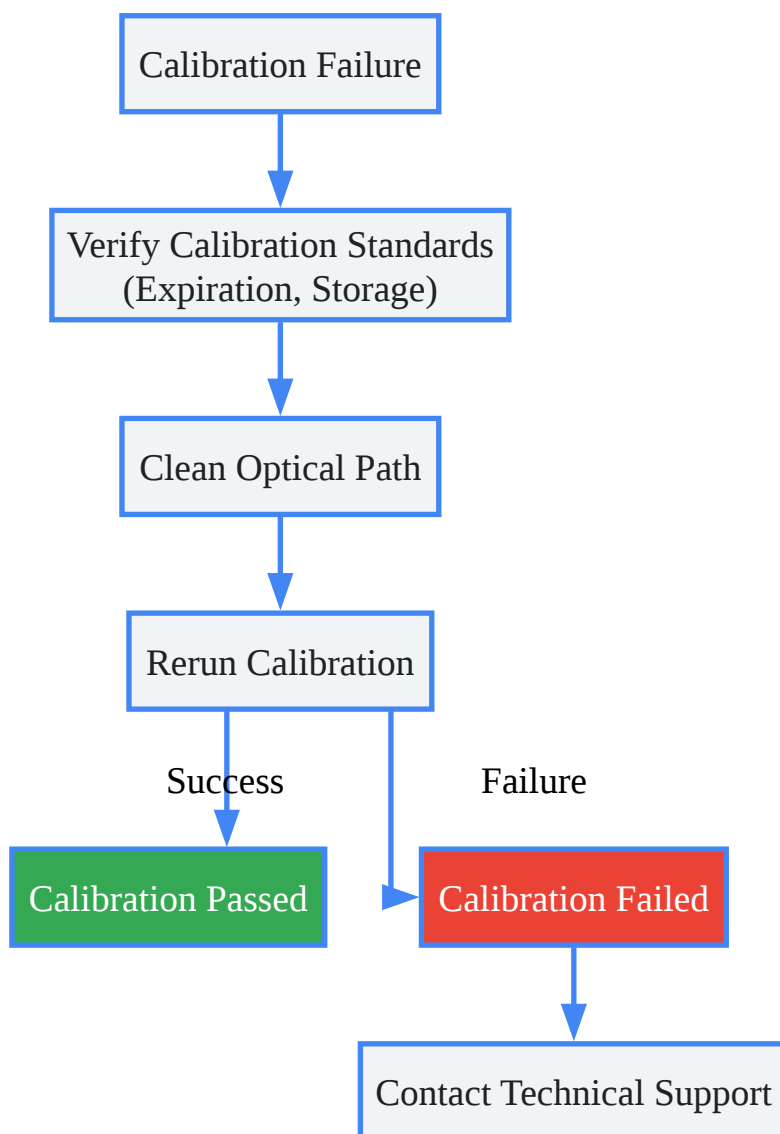 Calibration Failure
Verify Calibration Standards
(Expiration, Storage)
Clean Optical Path
Rerun Calibration
Success
Failure
Calibration Passed
Calibration Failed
Contact Technical Support